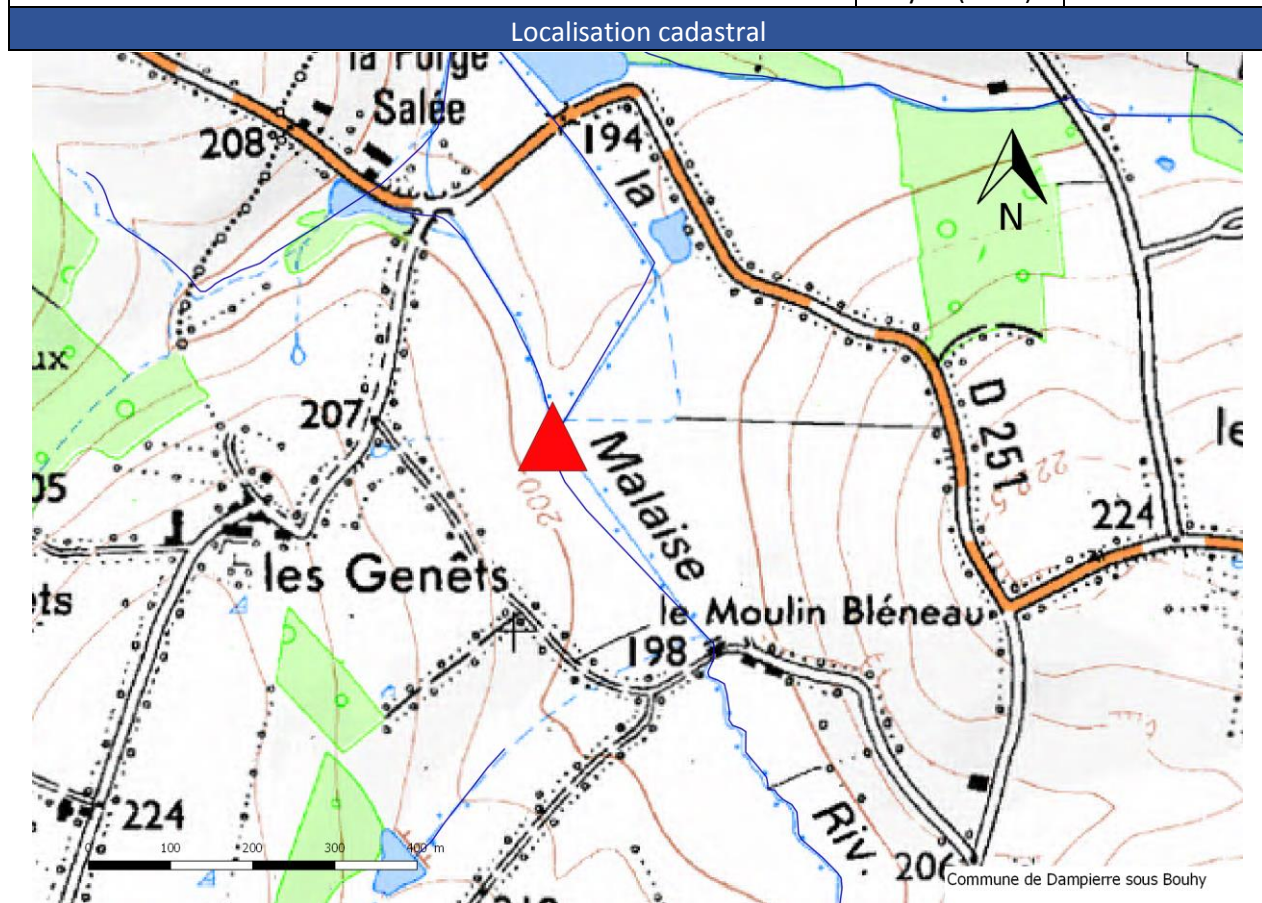 Localisation cadastral
la Forge
Salée
208
194
la
N
ux
207
200
Malaise
D 251
le
05
les Genêts
224
ets
le Moulin Bléneau
198
224
Riv.
206
100 200 300 400 m
Commune de Dampierre sous Bouhy